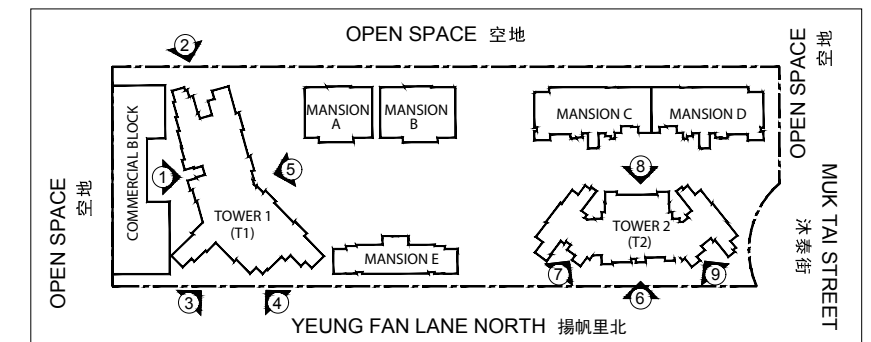 OPEN SPACE 空地
2
OPEN SPACE
空地
MANSION
A
MANSION
B
MANSION C
MANSION D
COMMERCIAL BLOCK
1
5
8
OPEN SPACE
空地
TOWER 1
(T1)
TOWER 2
(T2)
MUK TAI STREET
沐泰街
MANSION E
7
9
3
4
6
YEUNG FAN LANE NORTH 揚帆里北